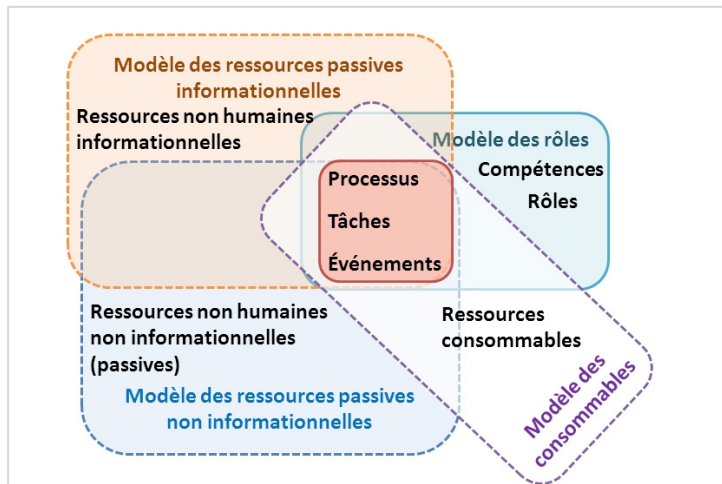 Modèle des ressources passives
informationnelles
Ressources non humaines
informationnelles
Modèle des rôles
Compétences
Rôles
Processus
Tâches
Événements
Ressources non humaines
non informationnelles
(passives)
Ressources
consommables
Modèle des ressources passives
non informationnelles
Modèle des
consommables